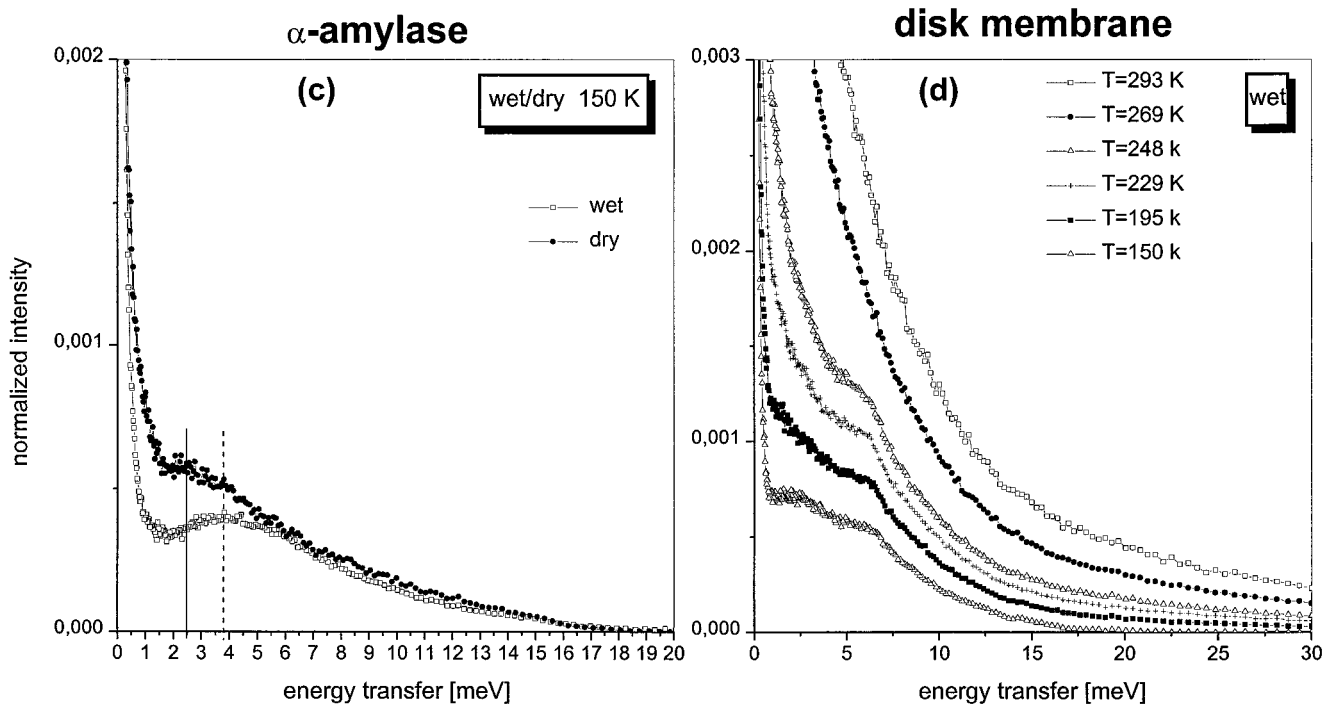 α-amylase
disk membrane
0,002
(c)
wet/dry 150 K
wet
dry
0,001
0,000
normalized intensity
0 1 2 3 4 5 6 7 8 9 10 11 12 13 14 15 16 17 18 19 20
energy transfer [meV]
0,003
(d)
T=293 K
T=269 K
T=248 k
T=229 K
T=195 k
T=150 k
wet
0,002
0,001
0,000
0 5 10 15 20 25 30
energy transfer [meV]